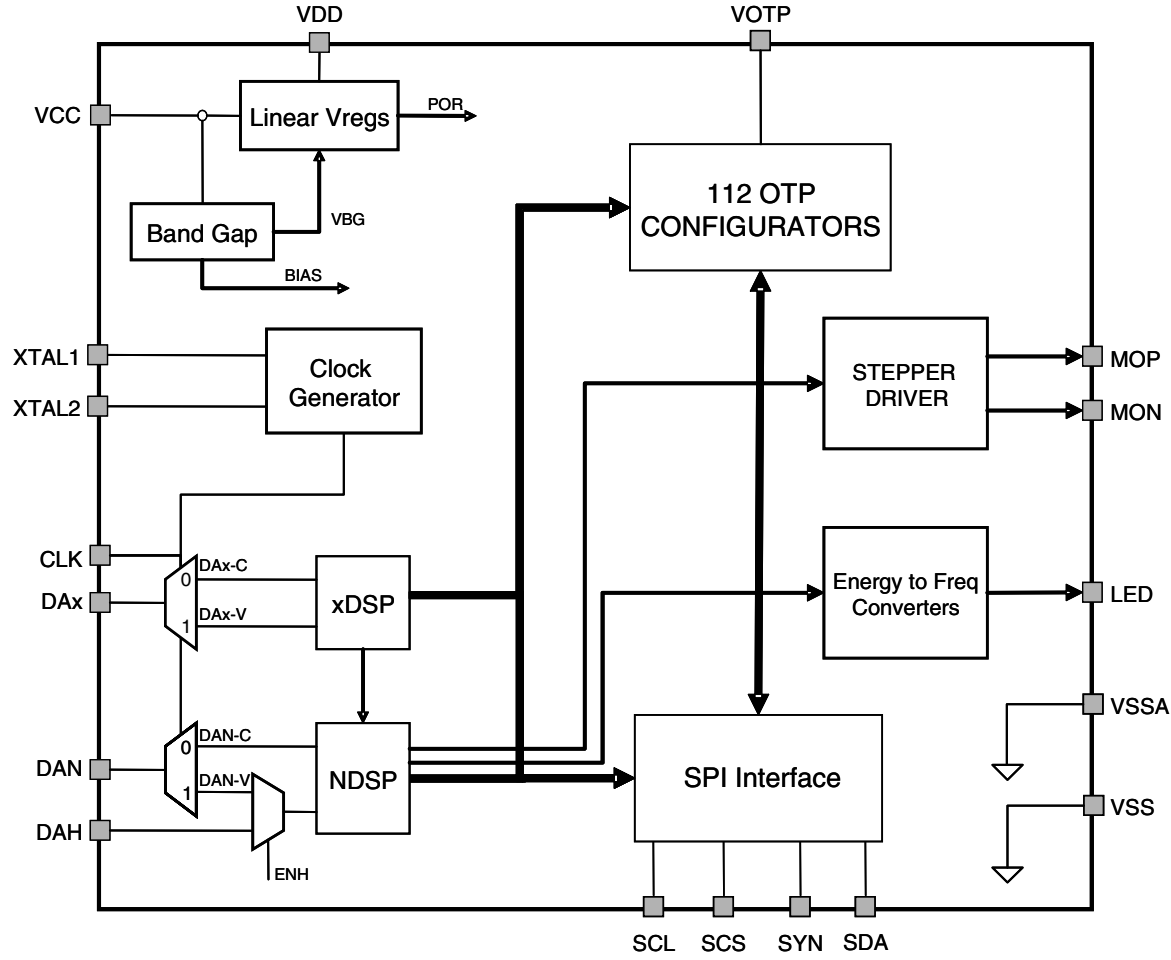 VDD
VOTP
VCC
Linear Vregs
POR
Band Gap
VBG
BIAS
112 OTP
CONFIGURATORS
XTAL1
XTAL2
Clock
Generator
STEPPER
DRIVER
MOP
MON
CLK
DAx
0
1
DAx-C
DAx-V
xDSP
Energy to Freq
Converters
LED
VSSA
VSS
DAN
DAH
0
1
DAN-C
DAN-V
NDSP
ENH
SPI Interface
SCL
SCS
SYN
SDA